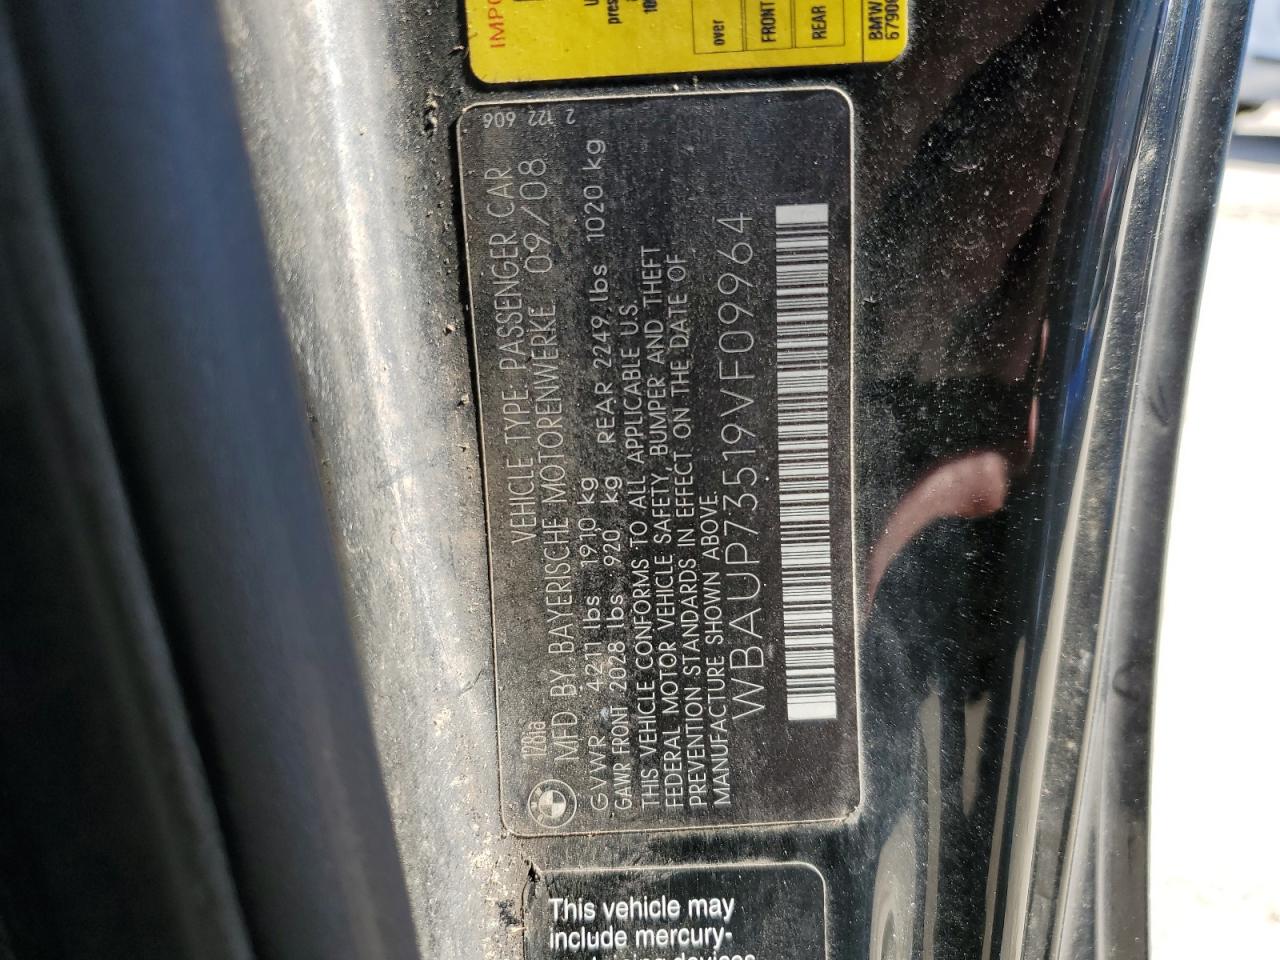 128ia
VEHICLE TYPE: PASSENGER CAR
2 122 606
MFD BY BAYERISCHE MOTORENWERKE 09/08
GVWR 4211 lbs 1910 kg
GAWR FRONT 2028 lbs 920 kg REAR 2249.lbs 1020 kg
THIS VEHICLE CONFORMS TO ALL APPLICABLE U.S.
FEDERAL MOTOR VEHICLE SAFETY, BUMPER AND THEFT
PREVENTION STANDARDS IN EFFECT ON THE DATE OF
MANUFACTURE SHOWN ABOVE.
WBAUP73519VF09964
over
FRONT
REAR
BMW
This vehicle may
include mercury-
devices